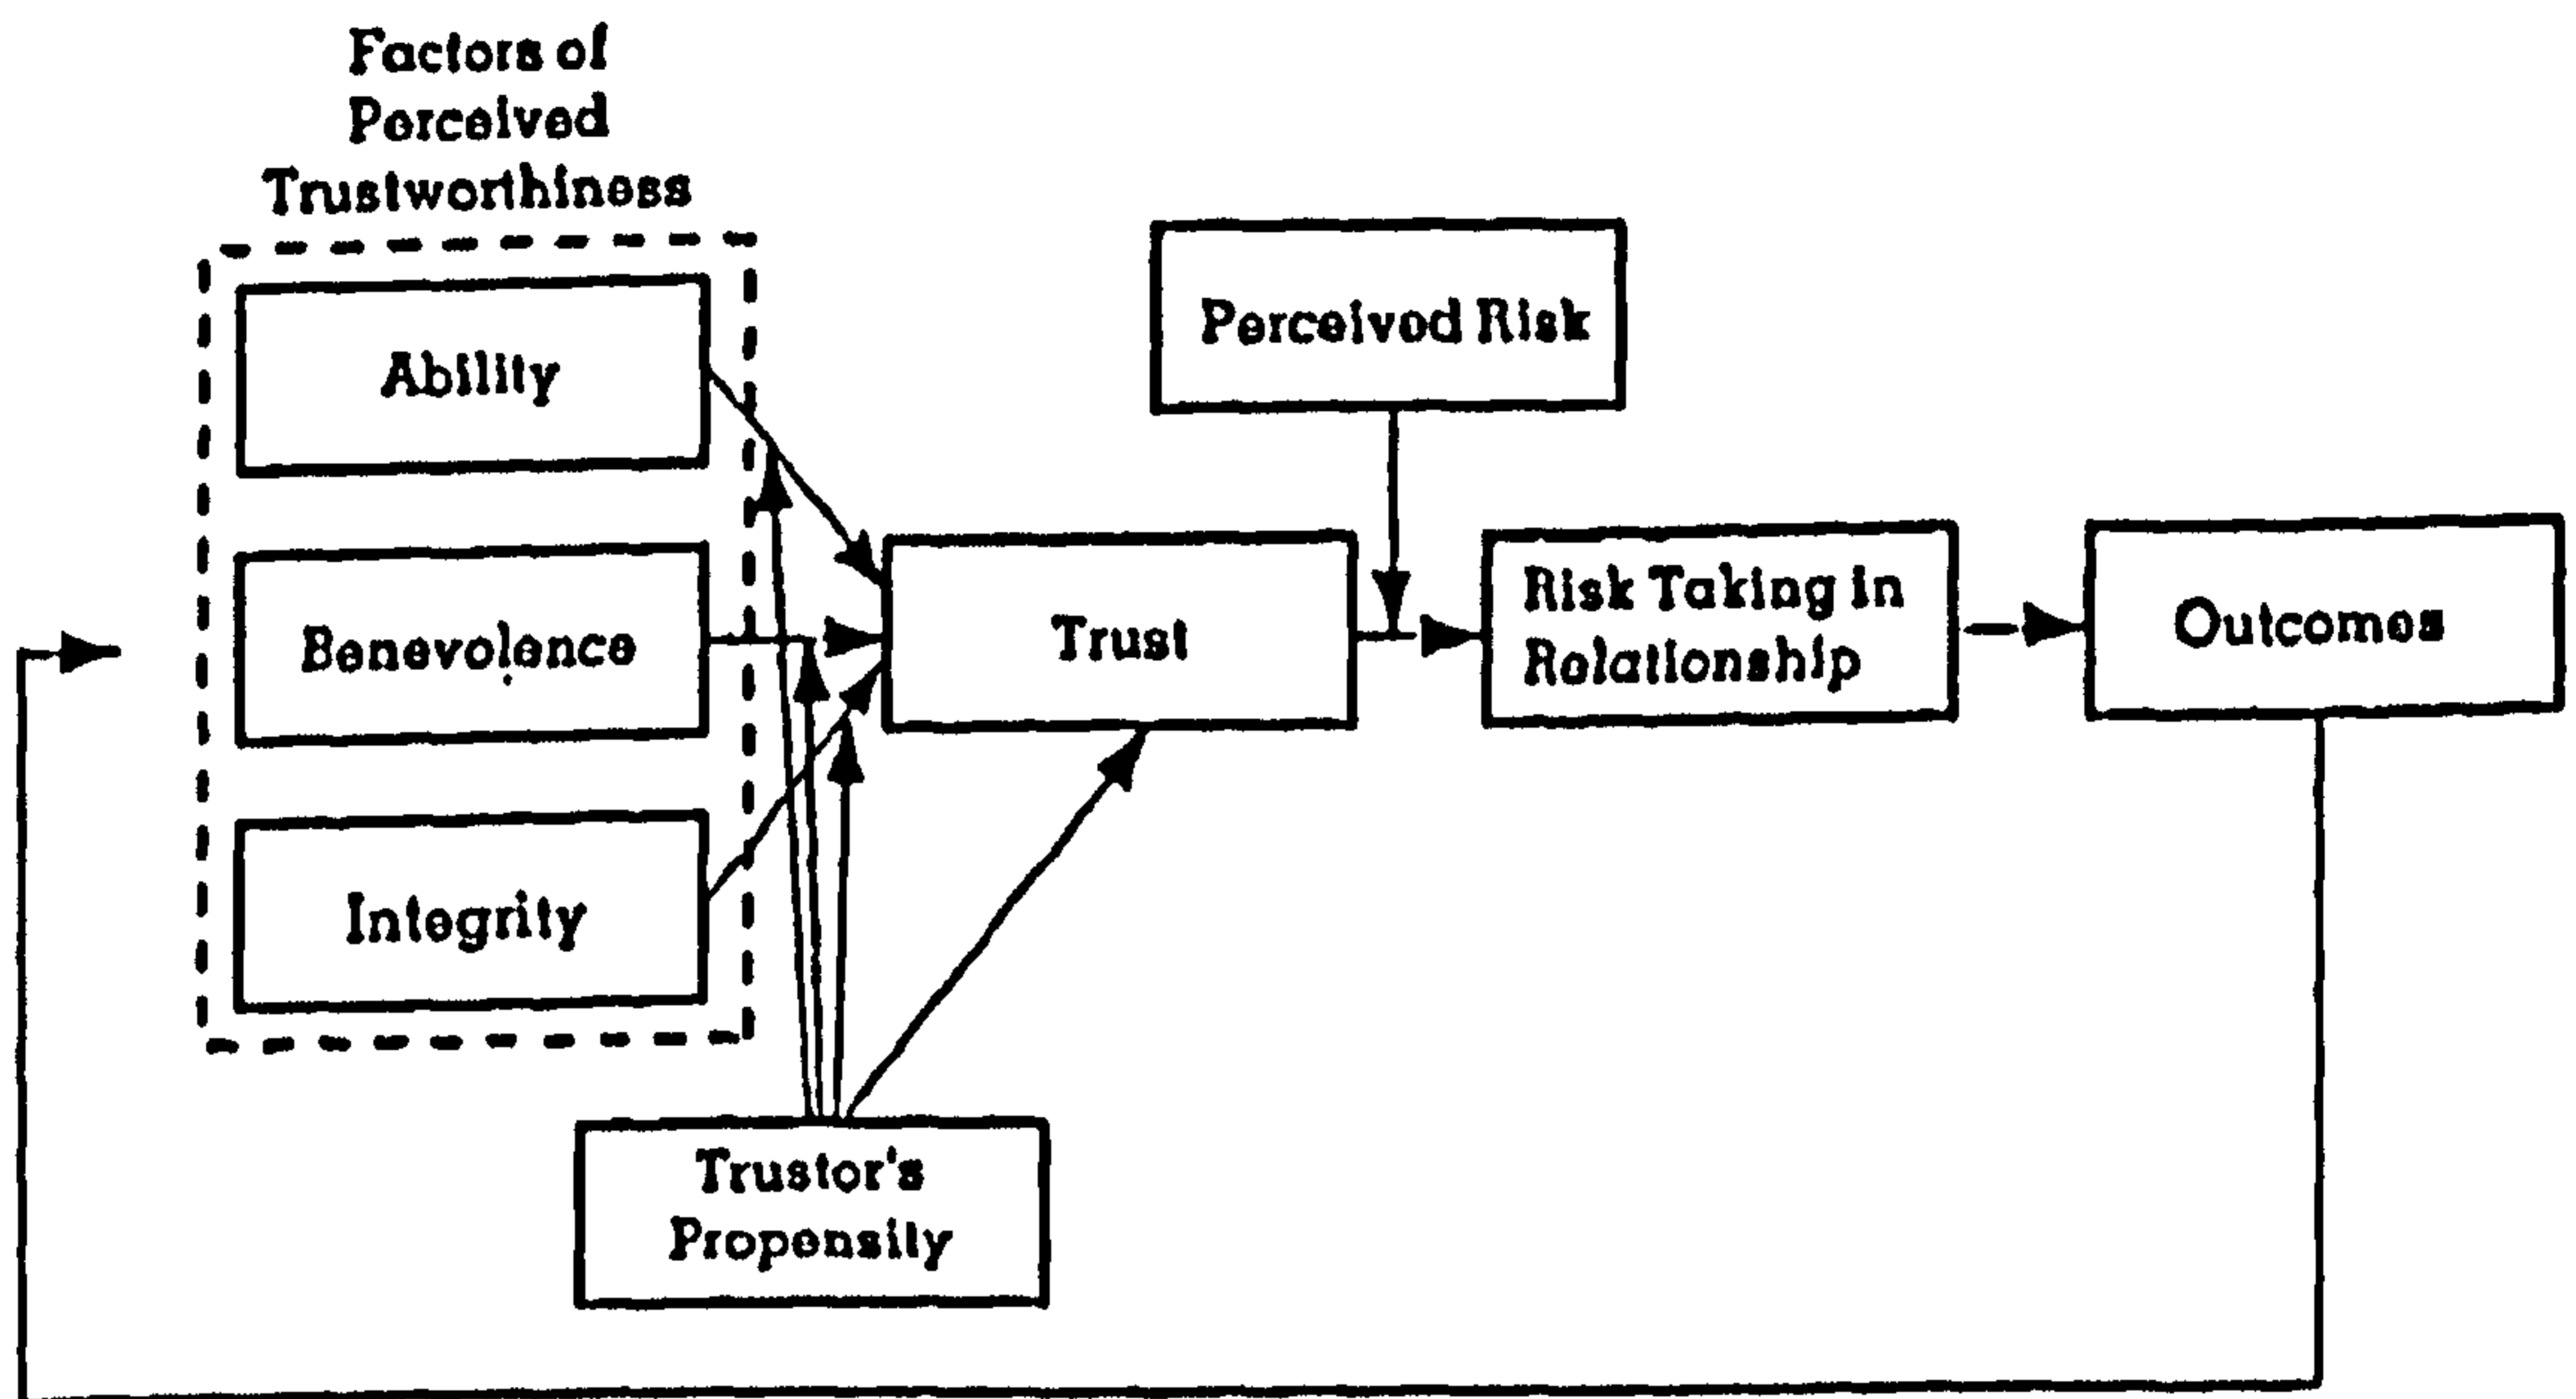 Factors of
Perceived
Trustworthiness
Ability
Benevolence
Integrity
Perceived Risk
Trust
Risk Taking in
Relationship
Outcomes
Trustor's
Propensity